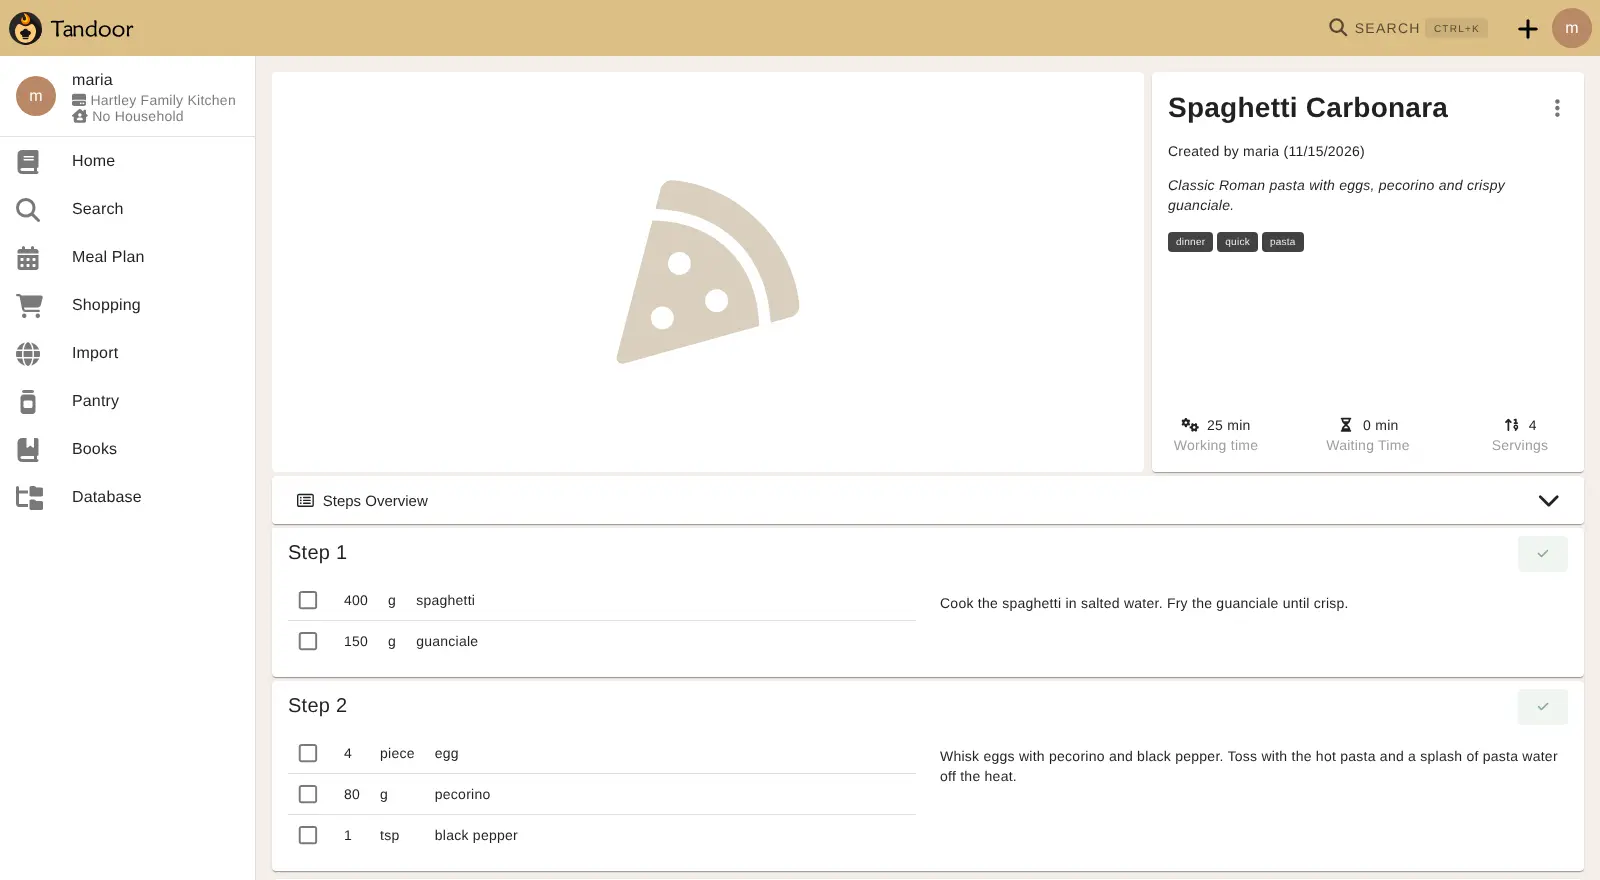 Tandoor
SEARCH CTRL+K
m
m
maria
Hartley Family Kitchen
No Household
Home
Search
Meal Plan
Shopping
Import
Pantry
Books
Database
Spaghetti Carbonara
Created by maria (11/15/2026)
Classic Roman pasta with eggs, pecorino and crispy
guanciale.
dinner quick pasta
25 min 0 min 4
Working time Waiting Time Servings
Steps Overview
Step 1
400 g spaghetti
150 g guanciale
Cook the spaghetti in salted water. Fry the guanciale until crisp.
Step 2
4 piece egg
80 g pecorino
1 tsp black pepper
Whisk eggs with pecorino and black pepper. Toss with the hot pasta and a splash of pasta water
off the heat.